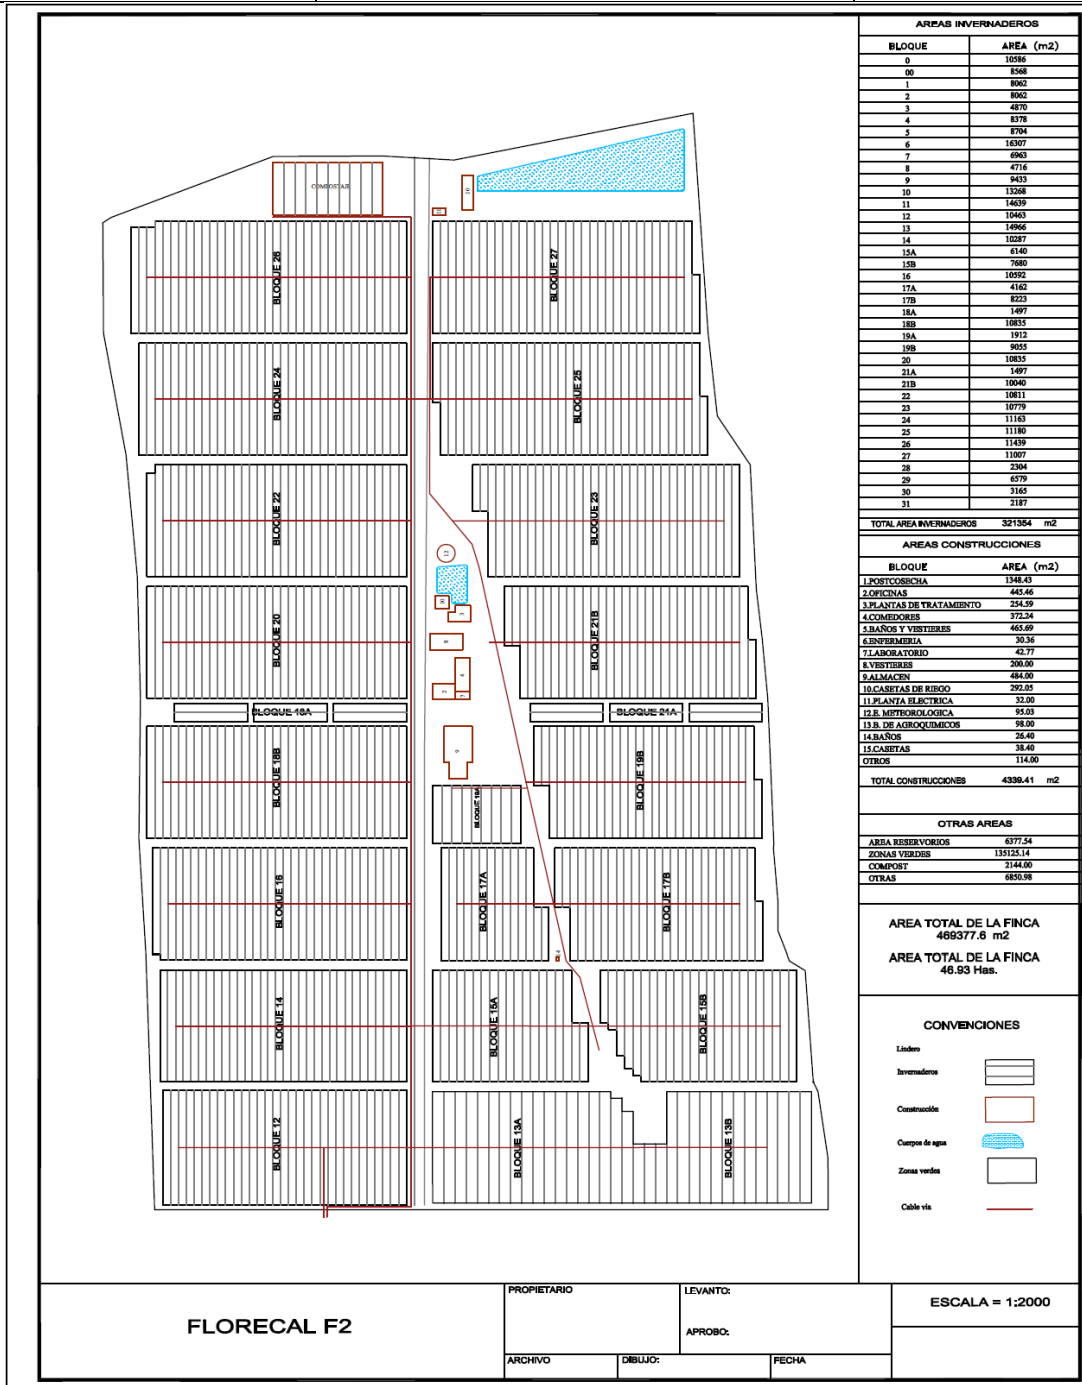 AREAS INVERNADEROS
BLOQUE AREA (m2)
0 10586
00 8568
1 8062
2 8062
3 4870
4 8378
5 8704
6 16307
7 6963
8 4716
9 9433
10 13268
11 14639
12 10463
13 14966
14 10287
15A 6140
15B 7680
16 10592
17A 4162
17B 8223
18A 1497
18B 10835
19A 1912
19B 9055
20 10835
21A 1497
21B 10040
22 10811
23 10779
24 11163
25 11180
26 11439
27 11007
28 2304
29 6579
30 3165
31 2187
TOTAL AREA INVERNADEROS 321354 m2
AREAS CONSTRUCCIONES
BLOQUE AREA (m2)
1.POSTCOSECHA 1348.43
2.OFICINAS 445.46
3.PLANTAS DE TRATAMIENTO 254.59
4.COMEDORES 372.24
5.BAÑOS Y VESTIERES 465.69
6.ENFERMERIA 30.36
7.LABORATORIO 42.77
8.VESTIERES 200.00
9.ALMACEN 484.00
10.CASETAS DE RIEGO 292.05
11.PLANTA ELECTRICA 32.00
12.E. METEOROLOGICA 95.03
13.B. DE AGROQUIMICOS 98.00
14.BAÑOS 26.40
15.CASETAS 38.40
OTROS 114.00
TOTAL CONSTRUCCIONES 4339.41 m2
OTRAS AREAS
AREA RESERVORIOS 6377.54
ZONAS VERDES 135125.14
COMPOST 2144.00
OTRAS 6850.98
AREA TOTAL DE LA FINCA
469377.6 m2
AREA TOTAL DE LA FINCA
46.93 Has.
CONVENCIONES
Lindero
Invernaderos
Construcción
Cuerpos de agua
Zonas verdes
Cable via
COMPOSTAJE
10
BLOQUE 26
BLOQUE 27
BLOQUE 24
BLOQUE 25
BLOQUE 22
BLOQUE 23
12
10
3
BLOQUE 20
BLOQUE 21B
8
4
2
7
BLOQUE 18A
BLOQUE 21A
9
BLOQUE 18B
BLOQUE 19B
BLOQUE 19A
BLOQUE 16
BLOQUE 17A
BLOQUE 17B
14
BLOQUE 14
BLOQUE 15A
BLOQUE 15B
BLOQUE 12
BLOQUE 13A
BLOQUE 13B
FLORECAL F2
PROPIETARIO
LEVANTO:
APROBO:
ARCHIVO
DIBUJO:
FECHA
ESCALA = 1:2000